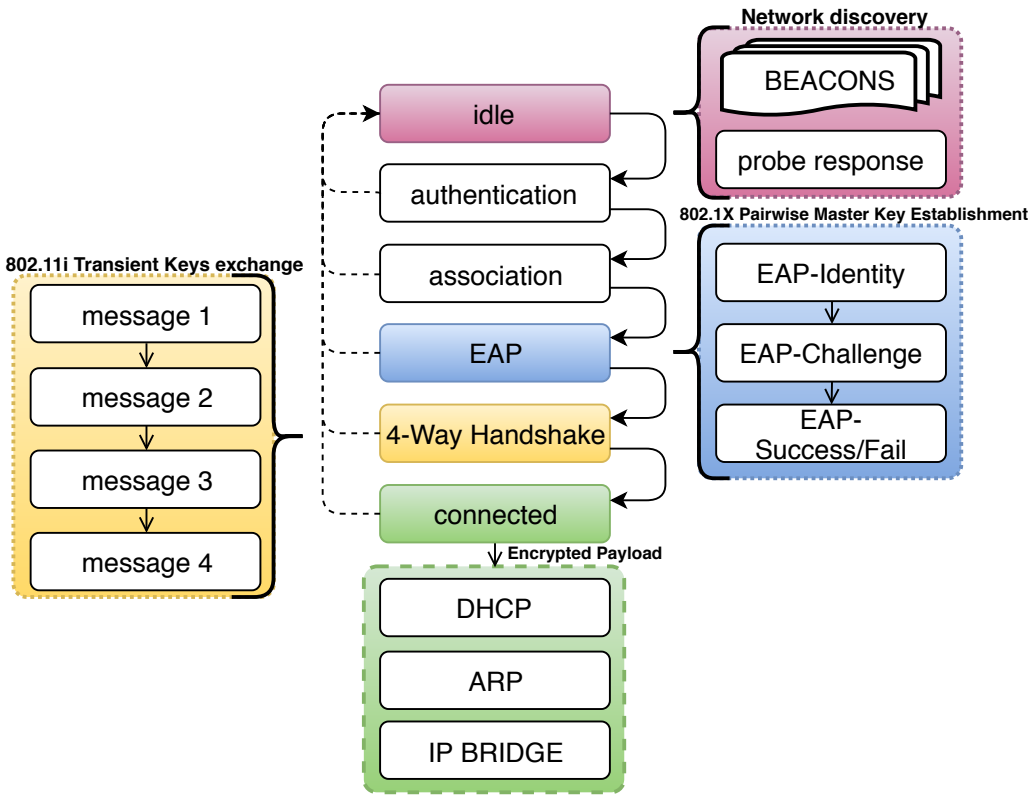 Network discovery
BEACONS
probe response
idle
authentication
association
EAP
4-Way Handshake
connected
802.1X Pairwise Master Key Establishment
EAP-Identity
EAP-Challenge
EAP-
Success/Fail
802.11i Transient Keys exchange
message 1
message 2
message 3
message 4
Encrypted Payload
DHCP
ARP
IP BRIDGE